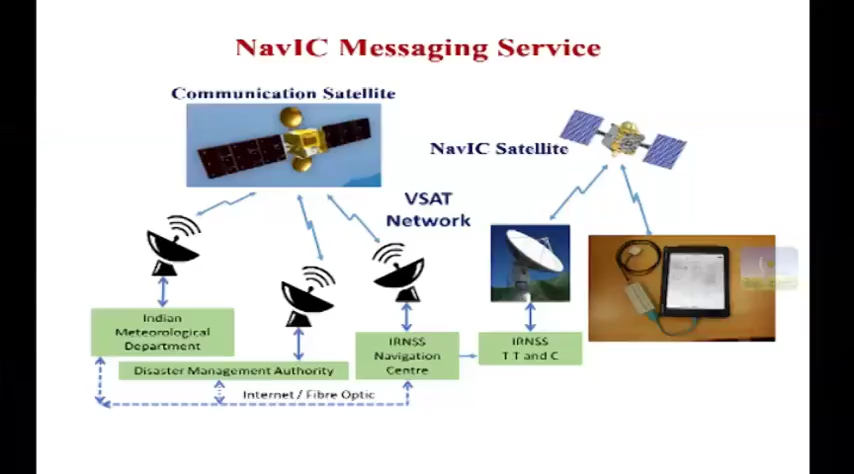 NavIC Messaging Service
Communication Satellite
NavIC Satellite
VSAT
Network
Indian
Meteorological
Department
Disaster Management Authority
IRNSS
Navigation
Centre
IRNSS
T T and C
Internet / Fibre Optic